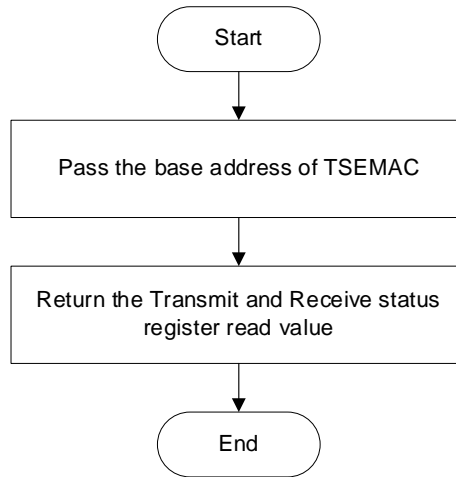 Start
Pass the base address of TSEMAC
Return the Transmit and Receive status
register read value
End